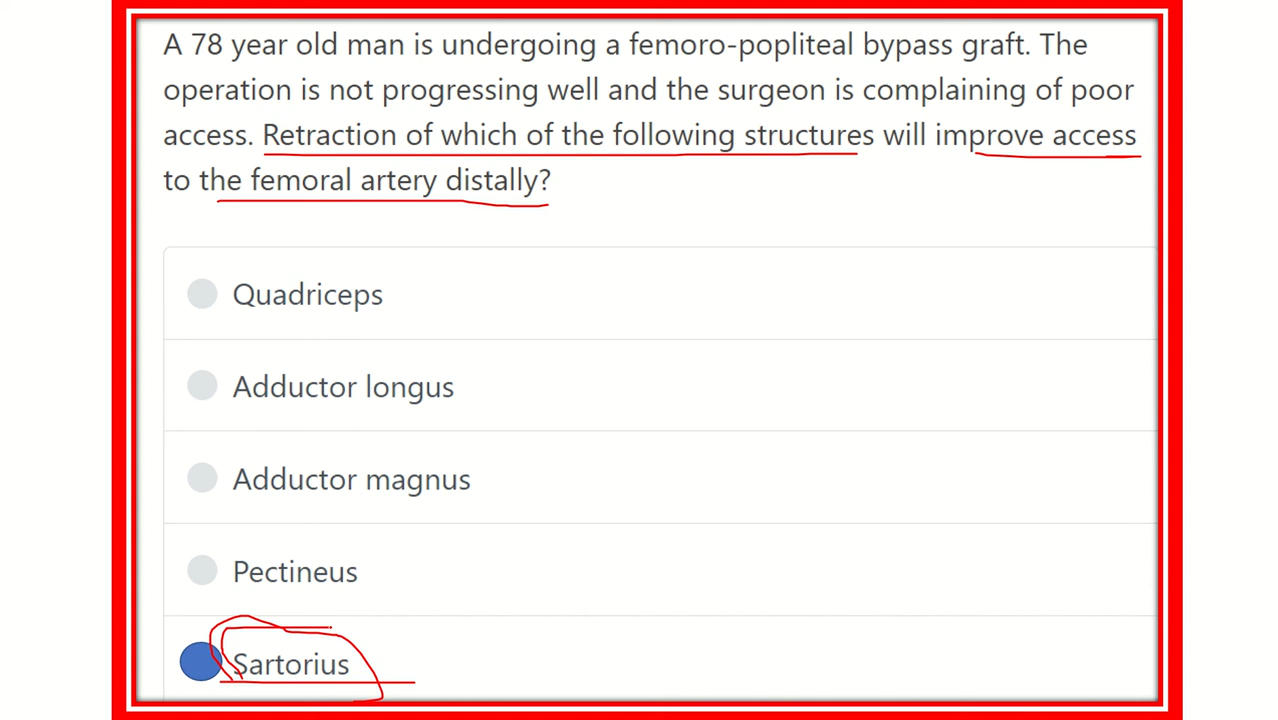 A 78 year old man is undergoing a femoro-popliteal bypass graft. The
operation is not progressing well and the surgeon is complaining of poor
access. Retraction of which of the following structures will improve access
to the femoral artery distally?
Quadriceps
Adductor longus
Adductor magnus
Pectineus
Sartorius